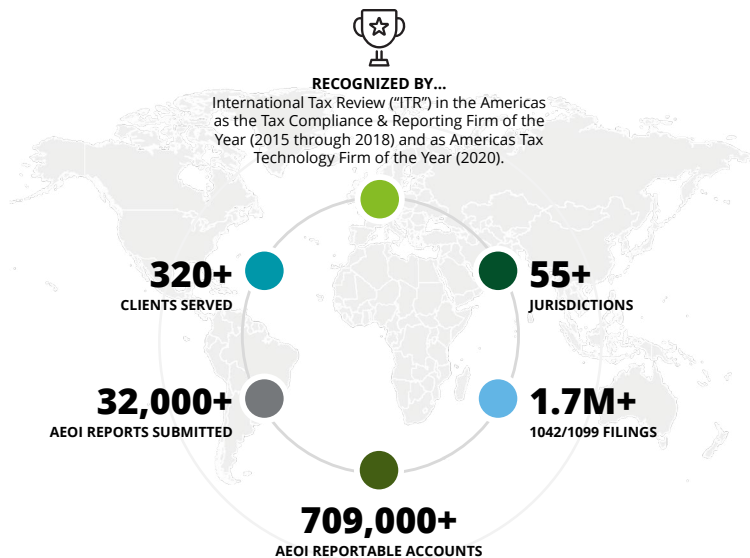 RECOGNIZED BY...
International Tax Review (“ITR”) in the Americas
as the Tax Compliance & Reporting Firm of the
Year (2015 through 2018) and as Americas Tax
Technology Firm of the Year (2020).
320+
CLIENTS SERVED
55+
JURISDICTIONS
32,000+
AEOI REPORTS SUBMITTED
1.7M+
1042/1099 FILINGS
709,000+
AEOI REPORTABLE ACCOUNTS